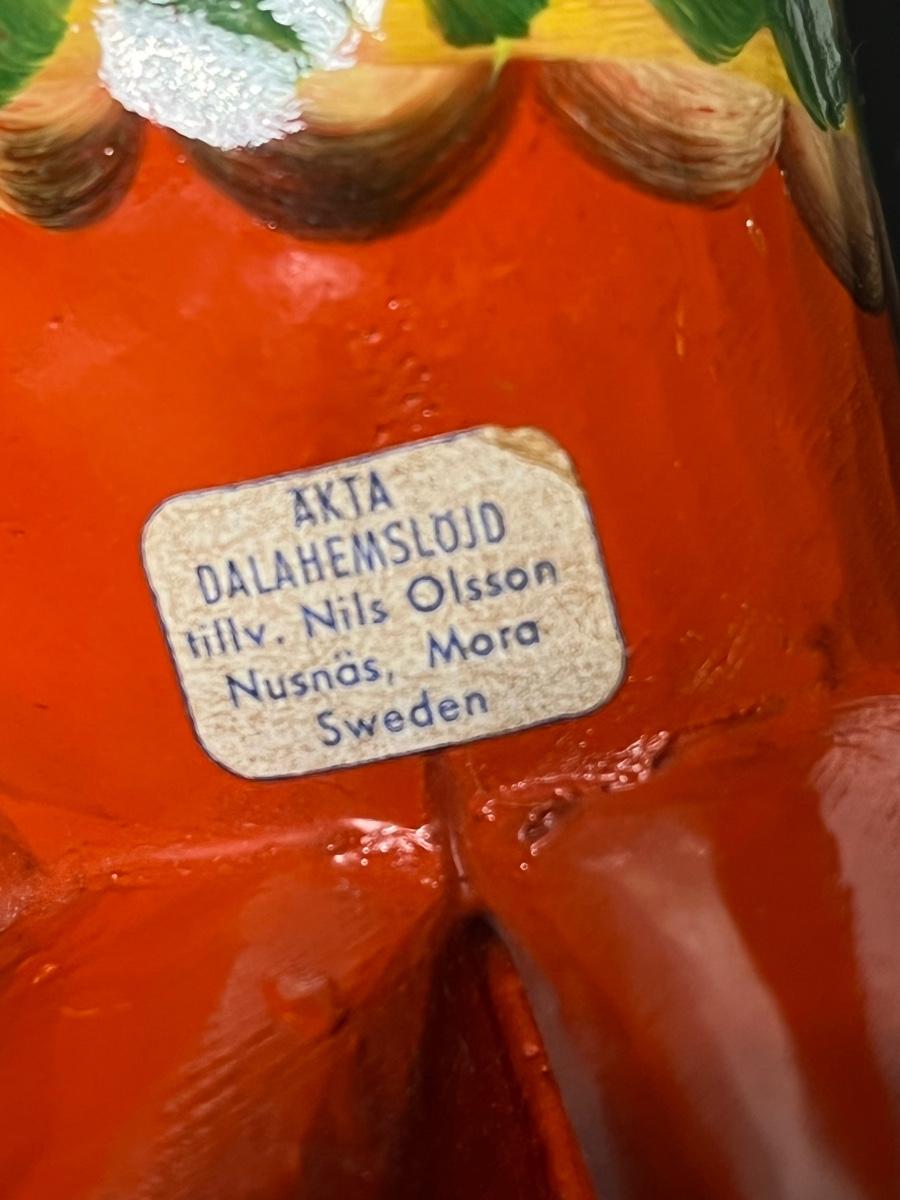 ÄKTA
DALAHEMSLÖJD
tillv. Nils Olsson
Nusnäs, Mora
Sweden